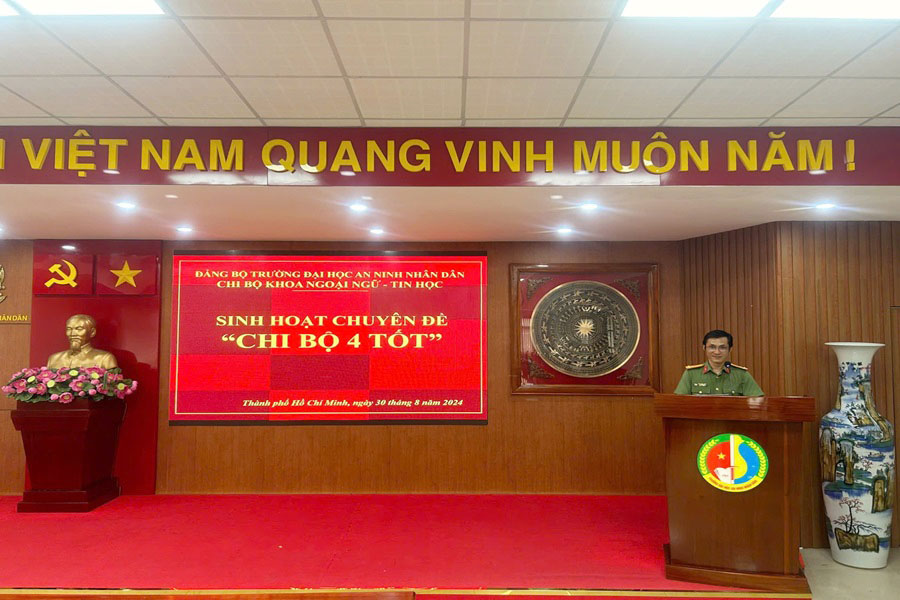 VIỆT NAM QUANG VINH MUÔN NĂM!
ĐẢNG BỘ TRƯỜNG ĐẠI HỌC AN NINH NHÂN DÂN
CHI BỘ KHOA NGOẠI NGỮ - TIN HỌC
SINH HOẠT CHUYÊN ĐỀ
“CHI BỘ 4 TỐT”
Thành phố Hồ Chí Minh, ngày 30 tháng 8 năm 2024